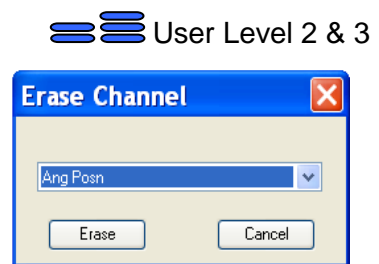 User Level 2 & 3
Erase Channel
Ang Posn
Erase
Cancel